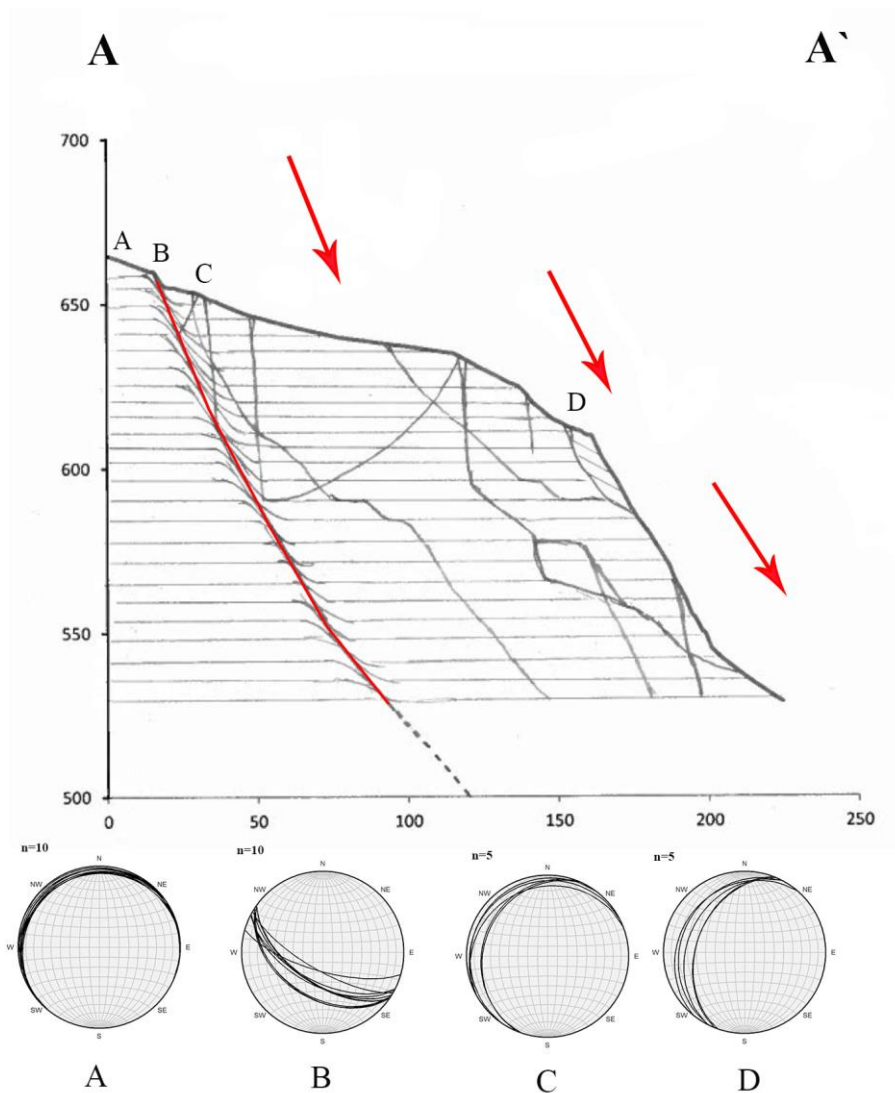 A A`
700
A B C
650
D
600
550
500
0 50 100 150 200 250
n=10 n=10 n=5 n=5
N N N N
NW NE NW NE NW NE NW NE
W E W E W E W E
SW SE SW SE SW SE SW SE
S S S S
A B C D